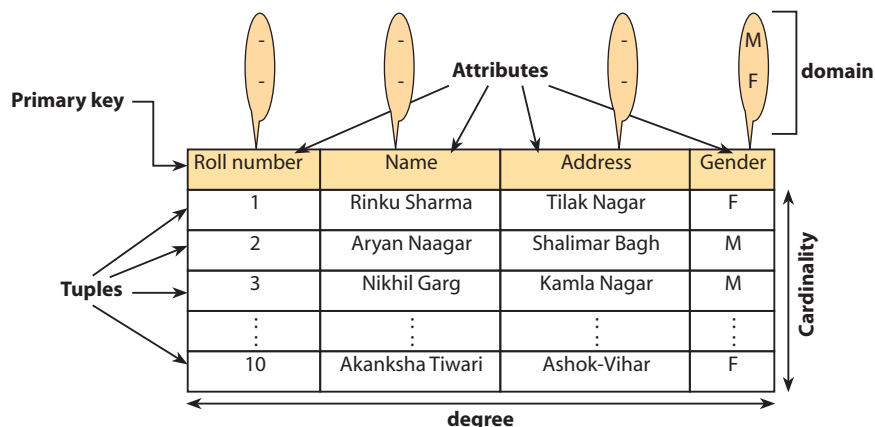 - - - M
- - - F
Attributes
domain
Primary key
Roll number Name Address Gender
1 Rinku Sharma Tilak Nagar F
2 Aryan Naagar Shalimar Bagh M
Tuples
3 Nikhil Garg Kamla Nagar M
⋮ ⋮ ⋮ ⋮
10 Akanksha Tiwari Ashok-Vihar F
Cardinality
degree